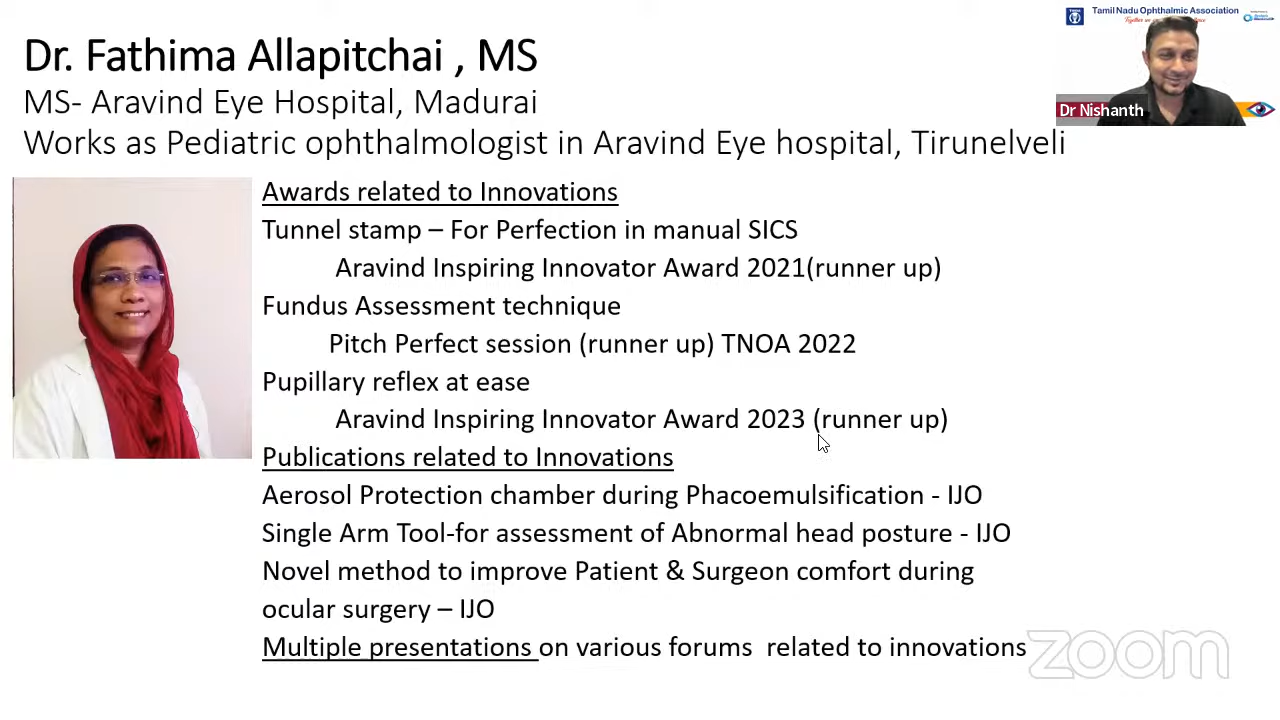 Tamil Nadu Ophthalmic Association
Dr. Fathima Allapitchai , MS
MS- Aravind Eye Hospital, Madurai
Dr Nishanth
Works as Pediatric ophthalmologist in Aravind Eye hospital, Tirunelveli
Awards related to Innovations
Tunnel stamp – For Perfection in manual SICS
Aravind Inspiring Innovator Award 2021(runner up)
Fundus Assessment technique
Pitch Perfect session (runner up) TNOA 2022
Pupillary reflex at ease
Aravind Inspiring Innovator Award 2023 (runner up)
Publications related to Innovations
Aerosol Protection chamber during Phacoemulsification - IJO
Single Arm Tool-for assessment of Abnormal head posture - IJO
Novel method to improve Patient & Surgeon comfort during
ocular surgery – IJO
Multiple presentations on various forums related to innovations
zoom